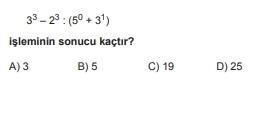 3³ – 2³ : (5⁰ + 3¹)
işleminin sonucu kaçtır?
A) 3 B) 5 C) 19 D) 25